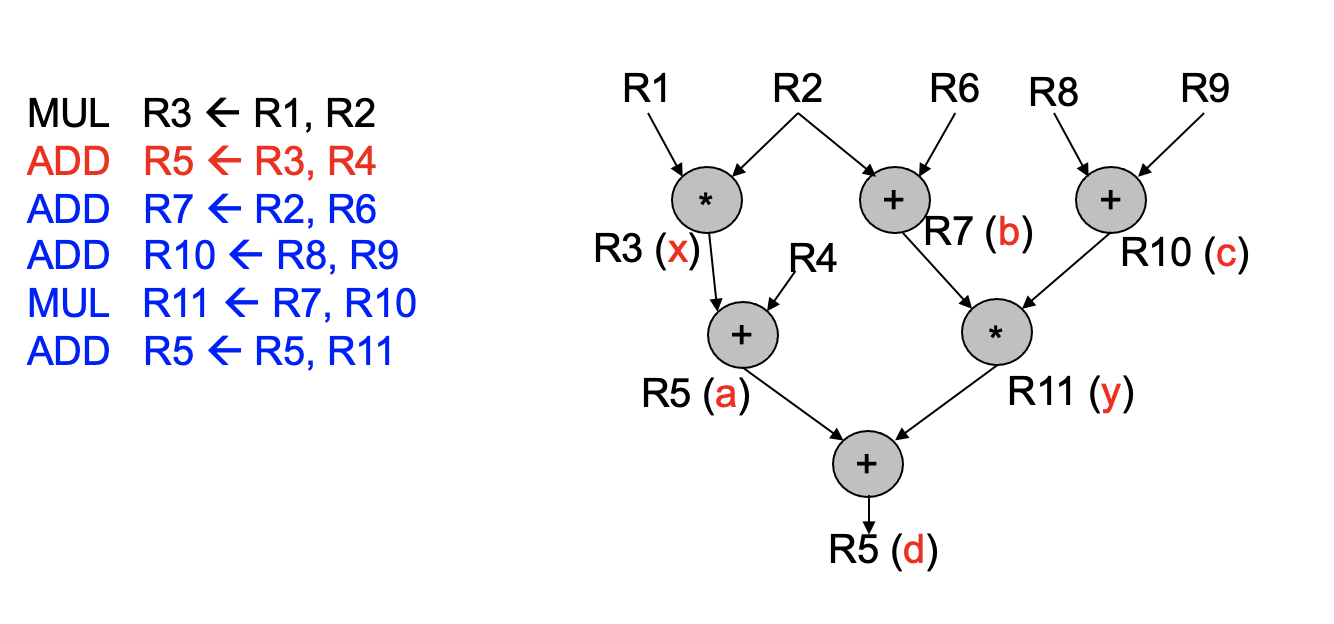 MUL R3 ← R1, R2
ADD R5 ← R3, R4
ADD R7 ← R2, R6
ADD R10 ← R8, R9
MUL R11 ← R7, R10
ADD R5 ← R5, R11
R1 R2 R6 R8 R9
* + +
R3 (x) R4 R7 (b) R10 (c)
+ *
R5 (a) R11 (y)
+
R5 (d)